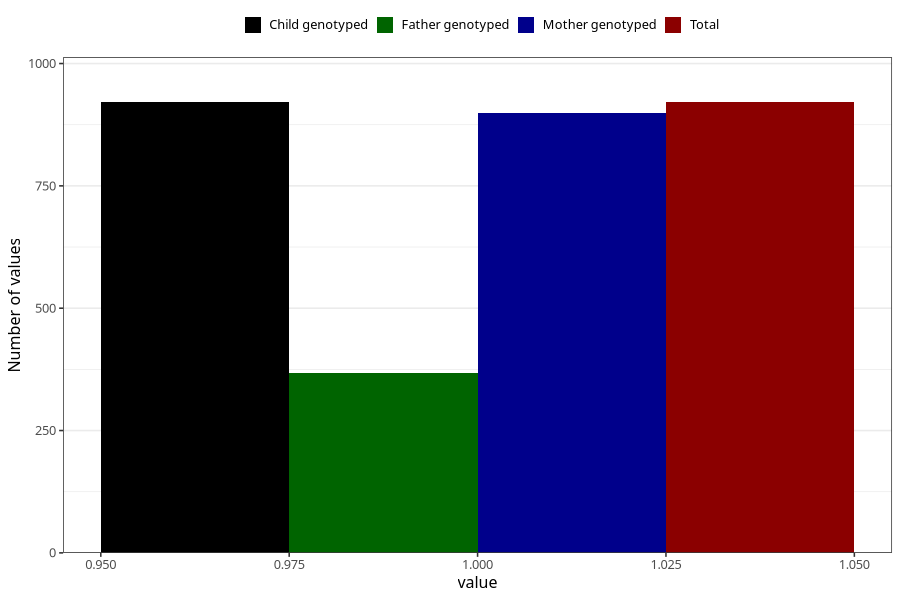 Child genotyped Father genotyped Mother genotyped Total
1000
750
500
250
0
Number of values
0.950 0.975 1.000 1.025 1.050
value